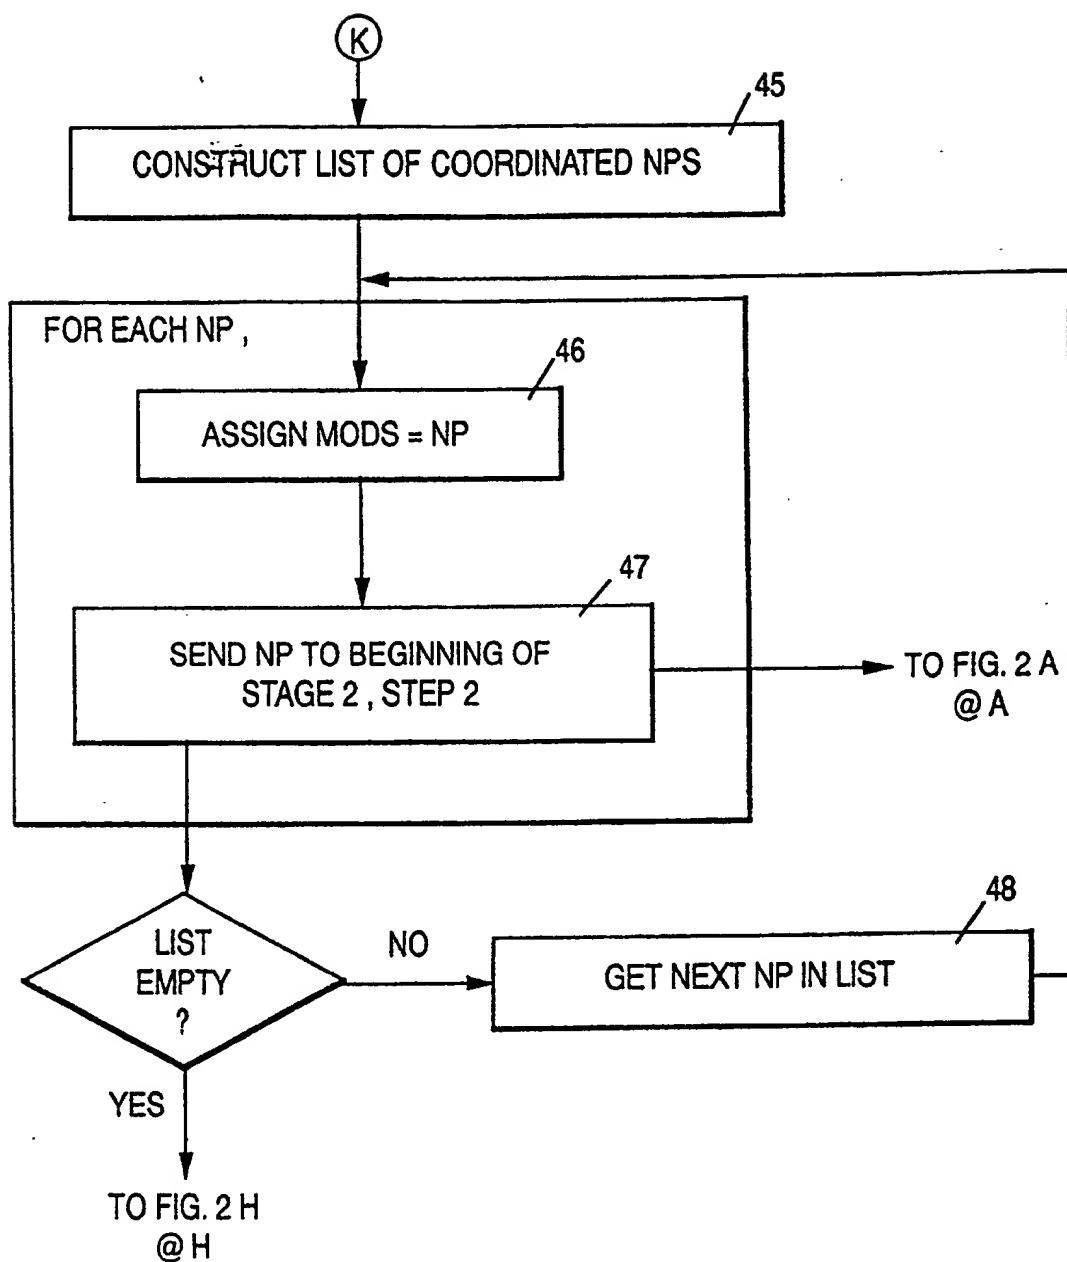 K
45
CONSTRUCT LIST OF COORDINATED NPS
FOR EACH NP ,
46
ASSIGN MODS = NP
47
SEND NP TO BEGINNING OF
STAGE 2 , STEP 2
TO FIG. 2 A
@ A
LIST
EMPTY
?
NO
48
GET NEXT NP IN LIST
YES
TO FIG. 2 H
@ H